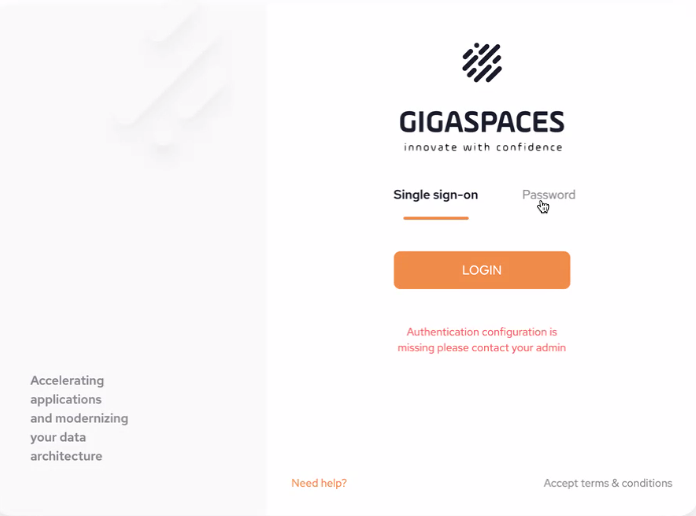 GIGASPACES
innovate with confidence
Single sign-on
Password
LOGIN
Authentication configuration is
missing please contact your admin
Accelerating
applications
and modernizing
your data
architecture
Need help?
Accept terms & conditions